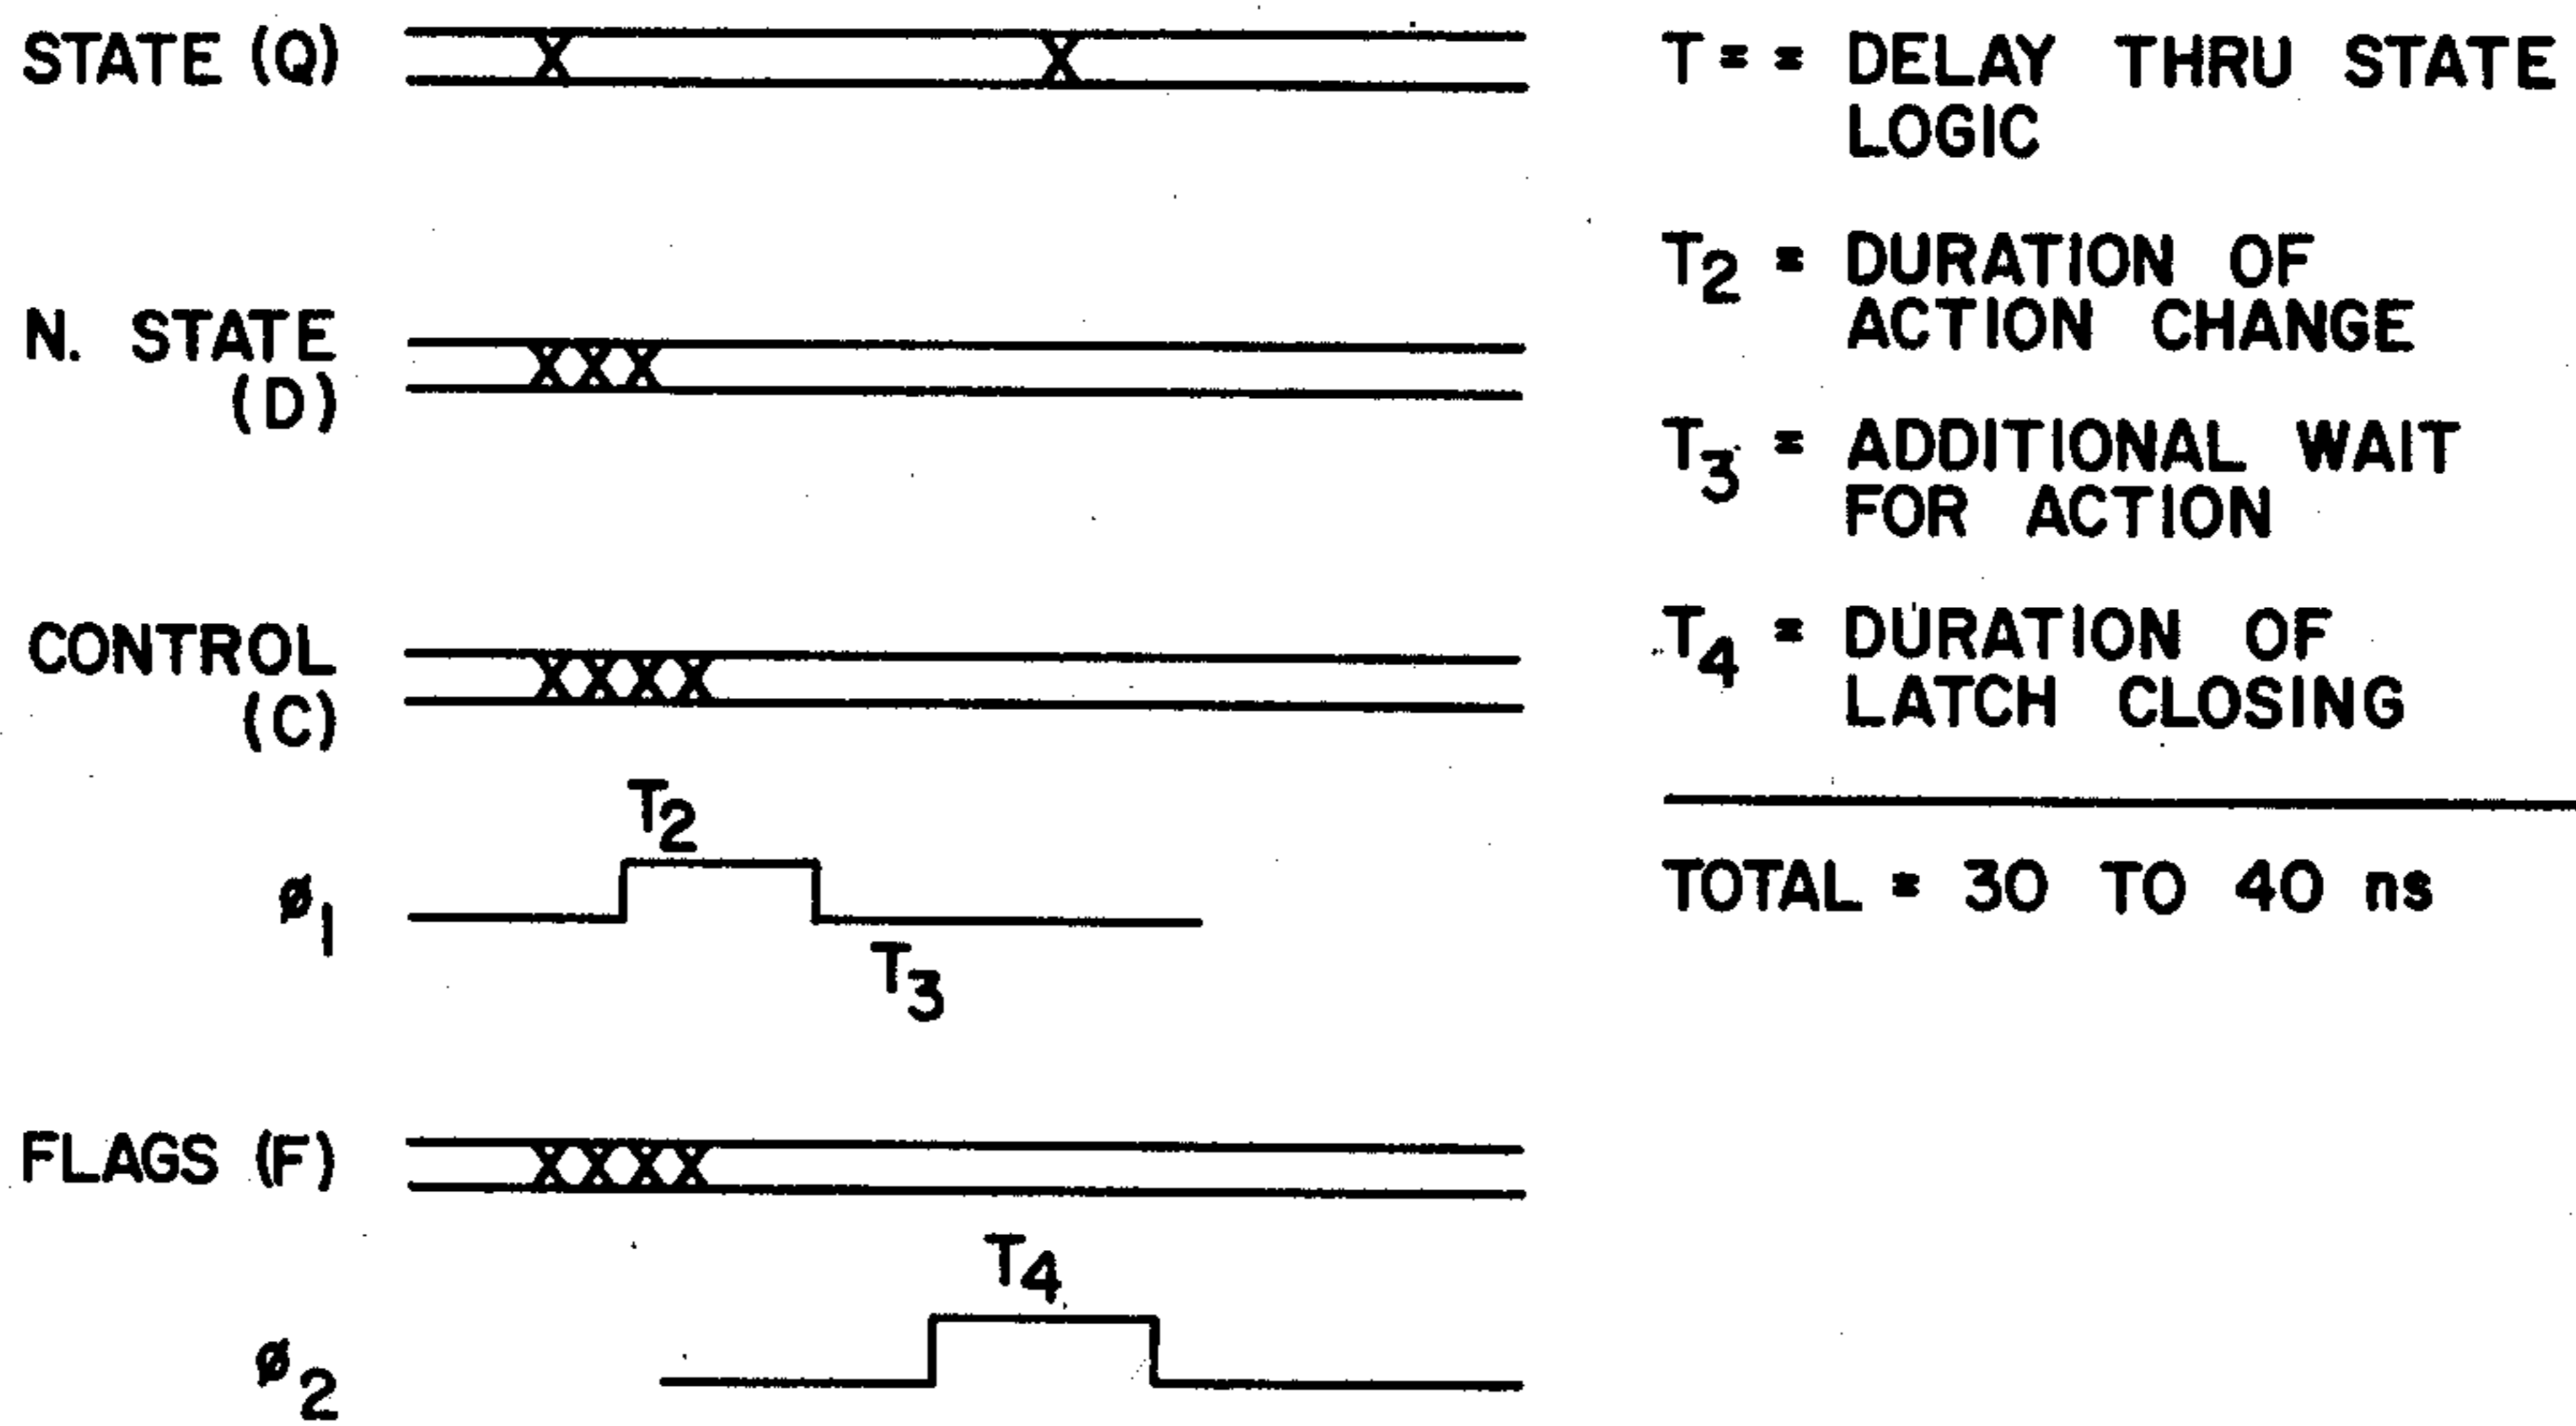 STATE (Q)
N. STATE
(D)
CONTROL
(C)
T2
ø1
T3
FLAGS (F)
T4
ø2
T = = DELAY THRU STATE
LOGIC
T2 = DURATION OF
ACTION CHANGE
T3 = ADDITIONAL WAIT
FOR ACTION
T4 = DURATION OF
LATCH CLOSING
TOTAL = 30 TO 40 ns